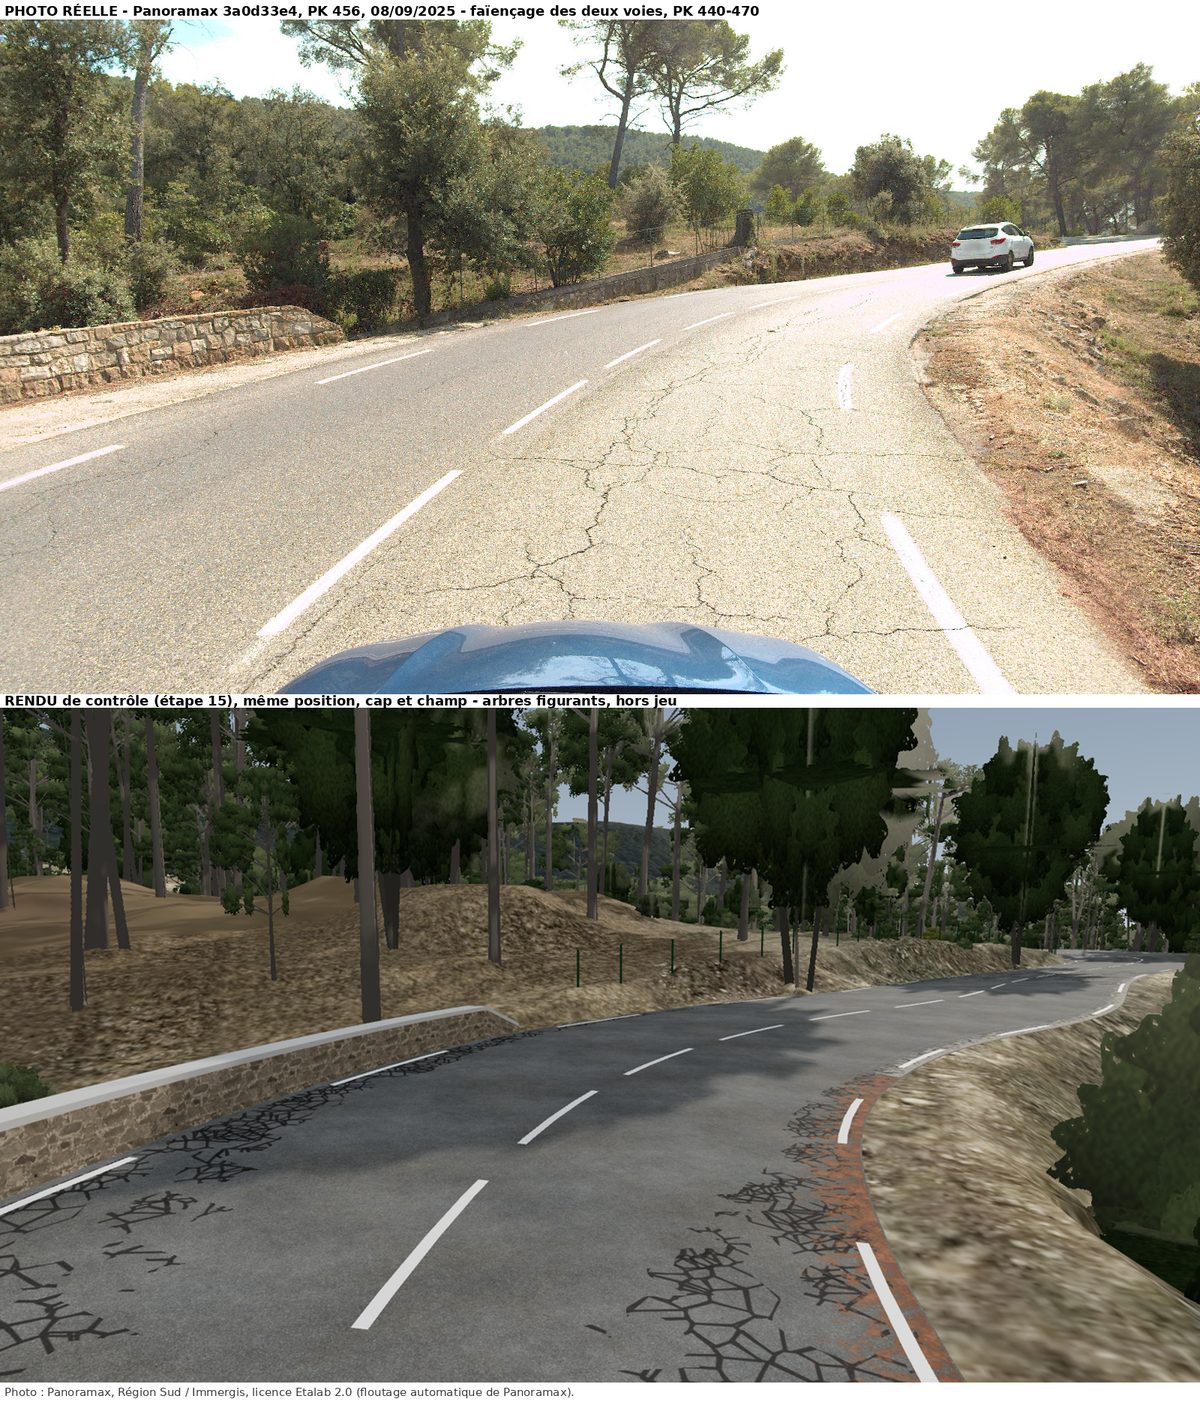 PHOTO RÉELLE - Panoramax 3a0d33e4, PK 456, 08/09/2025 - faïençage des deux voies, PK 440-470
RENDU de contrôle (étape 15), même position, cap et champ - arbres figurants, hors jeu
Photo : Panoramax, Région Sud / Immergis, licence Etalab 2.0 (floutage automatique de Panoramax).